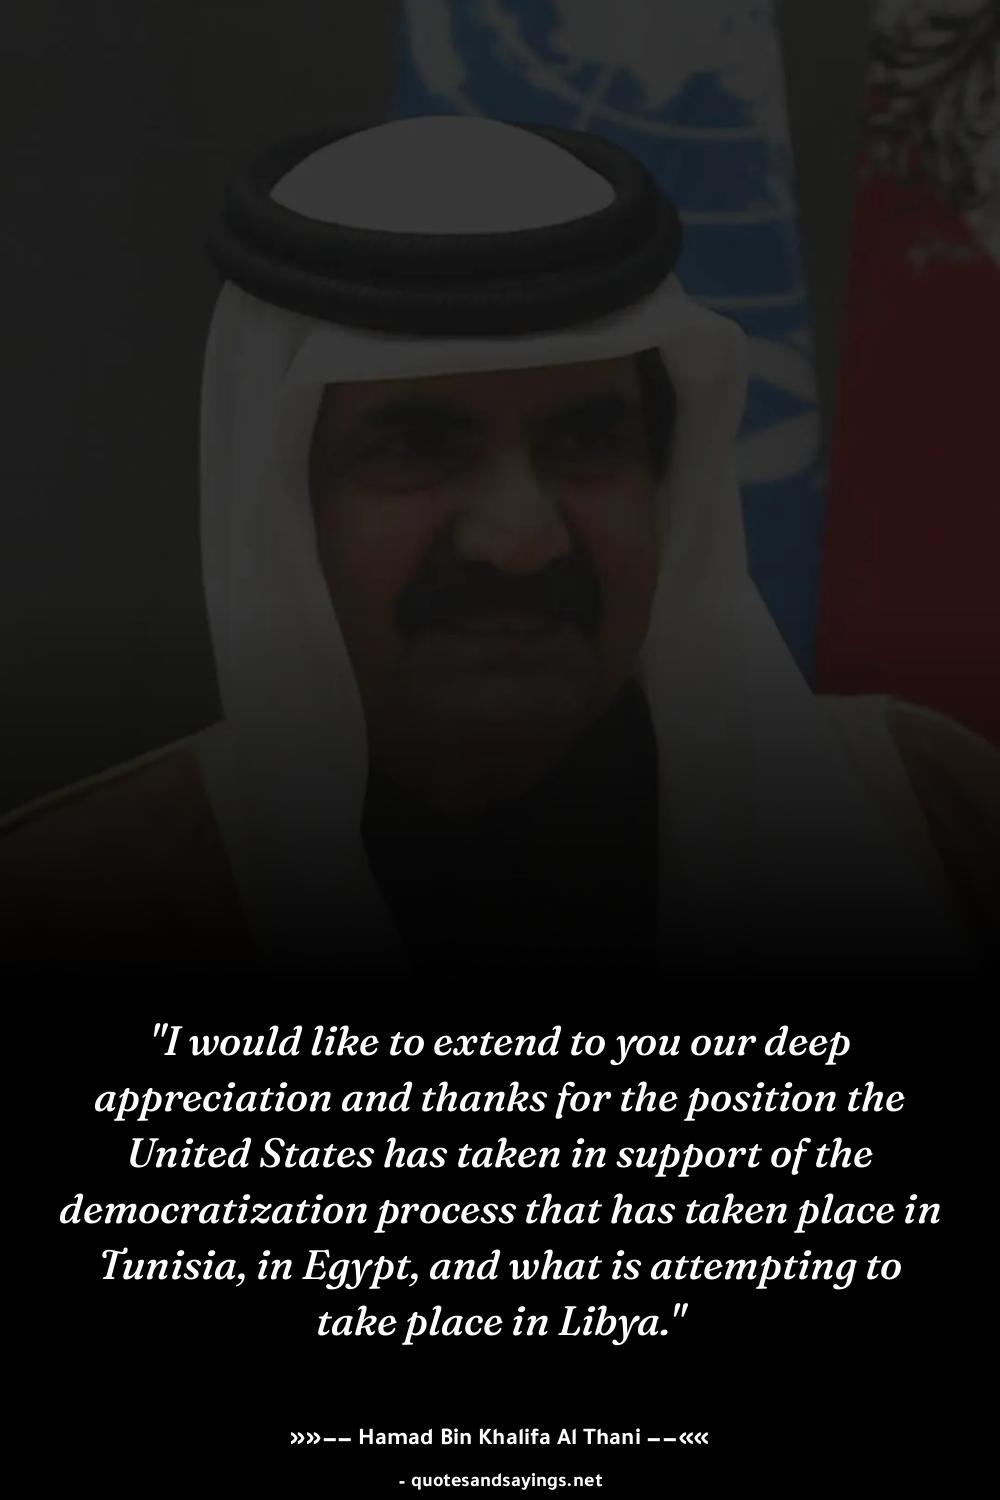 "I would like to extend to you our deep
appreciation and thanks for the position the
United States has taken in support of the
democratization process that has taken place in
Tunisia, in Egypt, and what is attempting to
take place in Libya."
»»−− Hamad Bin Khalifa Al Thani −−««
- quotesandsayings.net